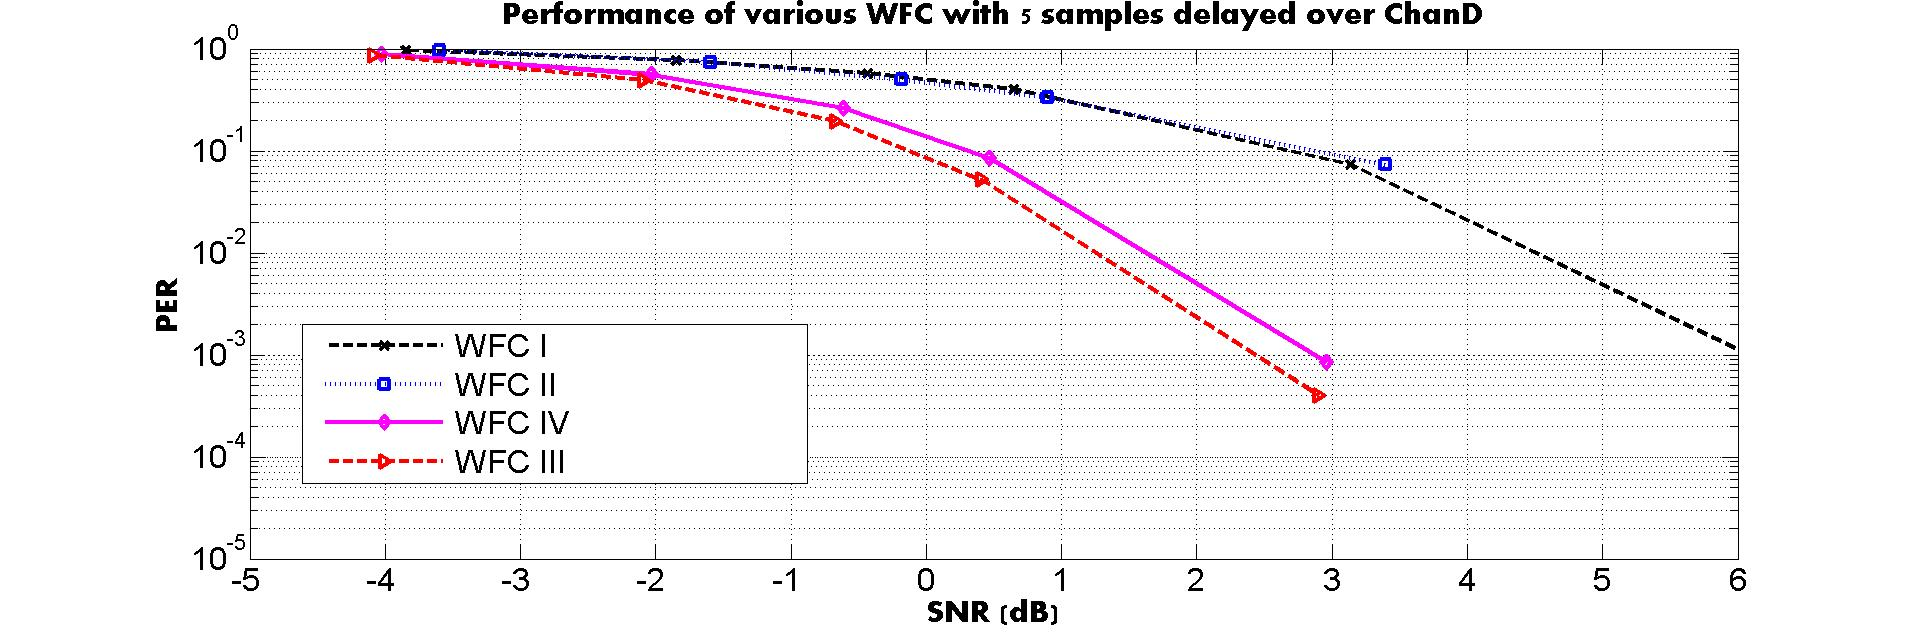 Performance of various WFC with 5 samples delayed over ChanD
10^0
10^-1
10^-2
10^-3
10^-4
10^-5
PER
WFC I
WFC II
WFC IV
WFC III
-5 -4 -3 -2 -1 0 1 2 3 4 5 6
SNR (dB)